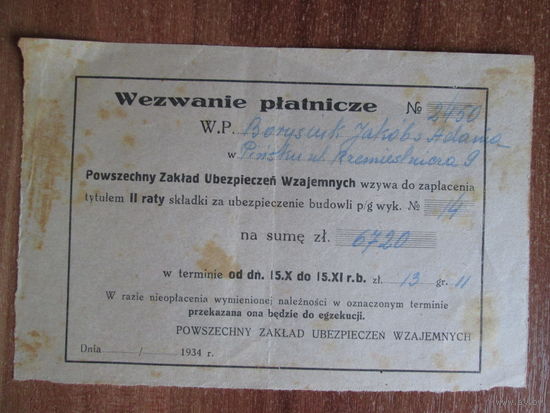 Wezwanie płatnicze № 2450
W.P. Borysiuk Jakób s Adama
w Pińsku ul. Rzemieślnicza 9
Powszechny Zakład Ubezpieczeń Wzajemnych wzywa do zapłacenia
tytułem II raty składki za ubezpieczenie budowli p/g wyk. № 14
na sumę zł. 6720
w terminie od dn. 15.X do 15.XI r.b. zł. 13 gr. 11
W razie nieopłacenia wymienionej należności w oznaczonym terminie
przekazana ona będzie do egzekucji.
POWSZECHNY ZAKŁAD UBEZPIECZEŃ WZAJEMNYCH
Dnia / 1934 r.